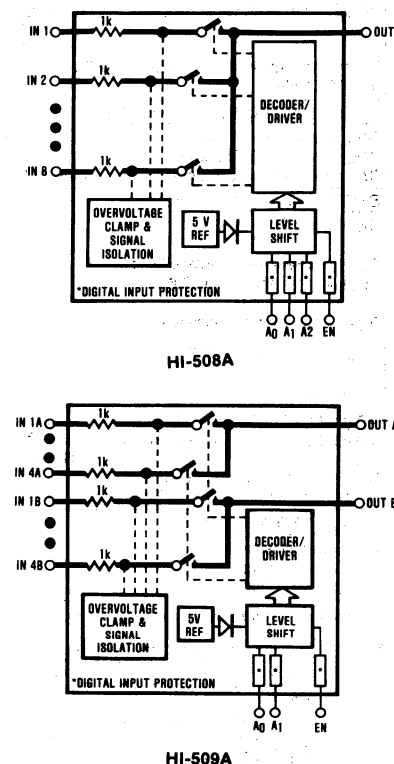 1k
IN 1
OUT
1k
IN 2
DECODER/
DRIVER
1k
IN 8
OVERVOLTAGE
CLAMP &
SIGNAL
ISOLATION
5 V
REF
LEVEL
SHIFT
* * * *
*DIGITAL INPUT PROTECTION
A0 A1 A2 EN
HI-508A
1k
IN 1A
OUT A
1k
IN 4A
1k
IN 1B
OUT B
1k
IN 4B
DECODER/
DRIVER
OVERVOLTAGE
CLAMP &
SIGNAL
ISOLATION
5V
REF
LEVEL
SHIFT
* * *
*DIGITAL INPUT PROTECTION
A0 A1 EN
HI-509A